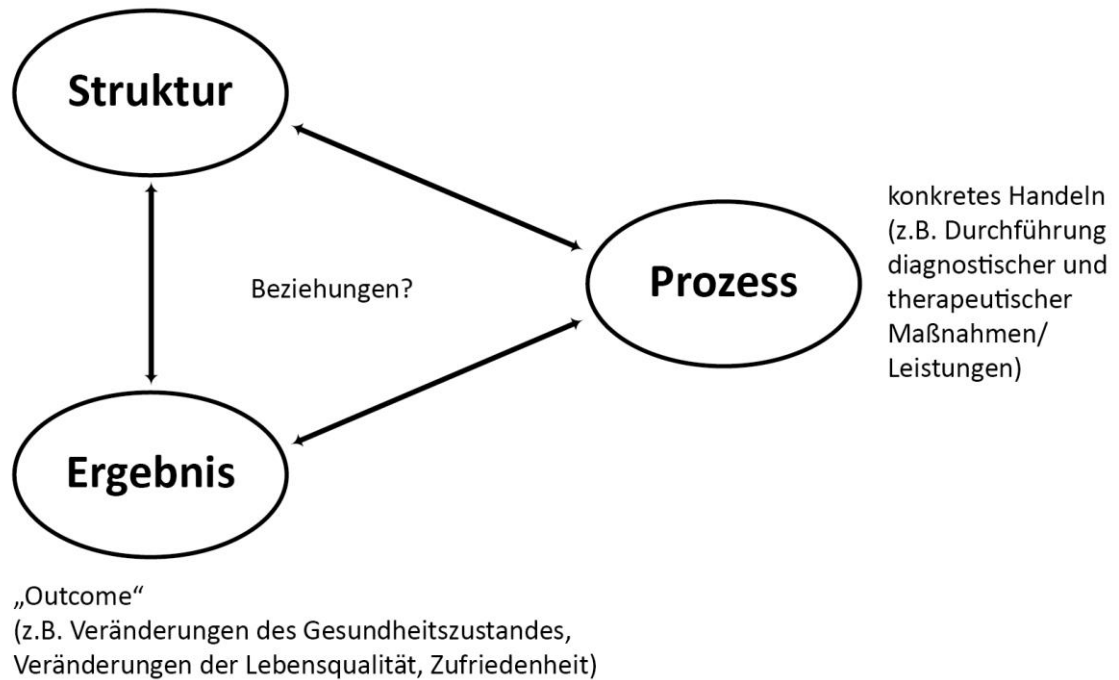 Struktur
konkretes Handeln
(z.B. Durchführung
diagnostischer und
therapeutischer
Maßnahmen/
Leistungen)
Prozess
Beziehungen?
Ergebnis
„Outcome“
(z.B. Veränderungen des Gesundheitszustandes,
Veränderungen der Lebensqualität, Zufriedenheit)